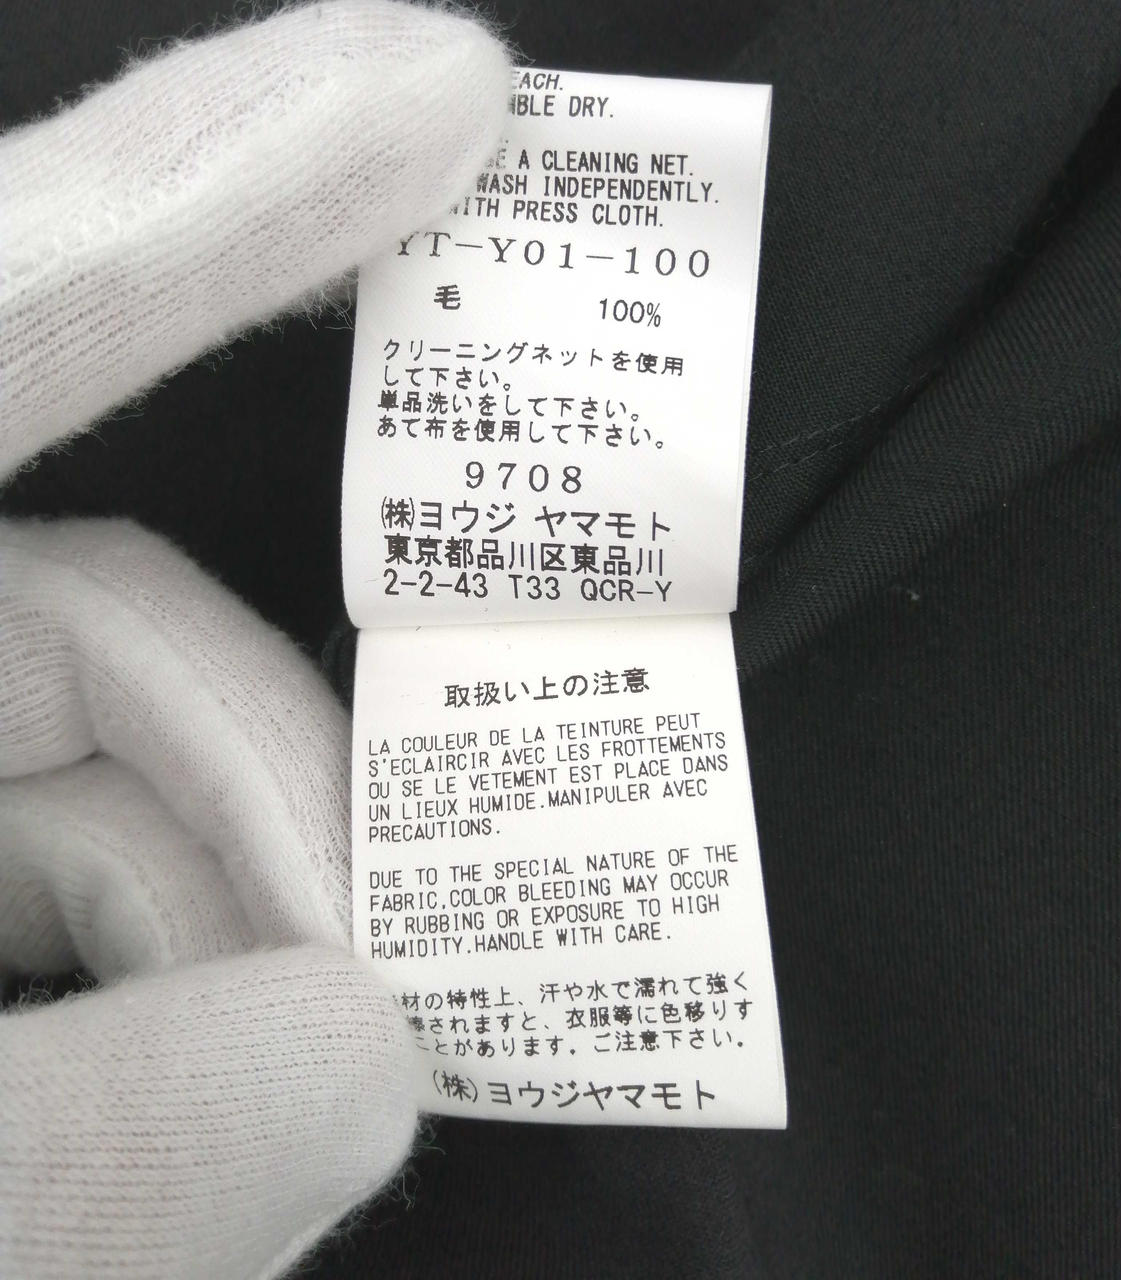 EACH.
BLE DRY.
A CLEANING NET.
WASH INDEPENDENTLY.
WITH PRESS CLOTH.
YT-Y01-100
毛 100%
クリーニングネットを使用
して下さい。
単品洗いをして下さい。
あて布を使用して下さい。
9708
㈱ヨウジ ヤマモト
東京都品川区東品川
2-2-43 T33 QCR-Y
取扱い上の注意
LA COULEUR DE LA TEINTURE PEUT
S'ECLAIRCIR AVEC LES FROTTEMENTS
OU SE LE VETEMENT EST PLACE DANS
UN LIEUX HUMIDE.MANIPULER AVEC
PRECAUTIONS.
DUE TO THE SPECIAL NATURE OF THE
FABRIC,COLOR BLEEDING MAY OCCUR
BY RUBBING OR EXPOSURE TO HIGH
HUMIDITY.HANDLE WITH CARE.
材の特性上、汗や水で濡れて強く
擦されますと、衣服等に色移りす
ことがあります。ご注意下さい。
(株)ヨウジヤマモト